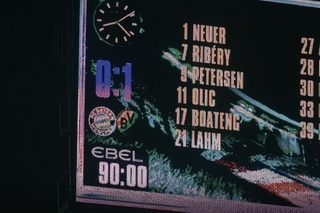 1 NEUER
7 RIBÉRY
9 PETERSEN
11 OLIC
17 BOATENG
21 LAHM
27
28
30
33
39
0:1
EBEL
90:00